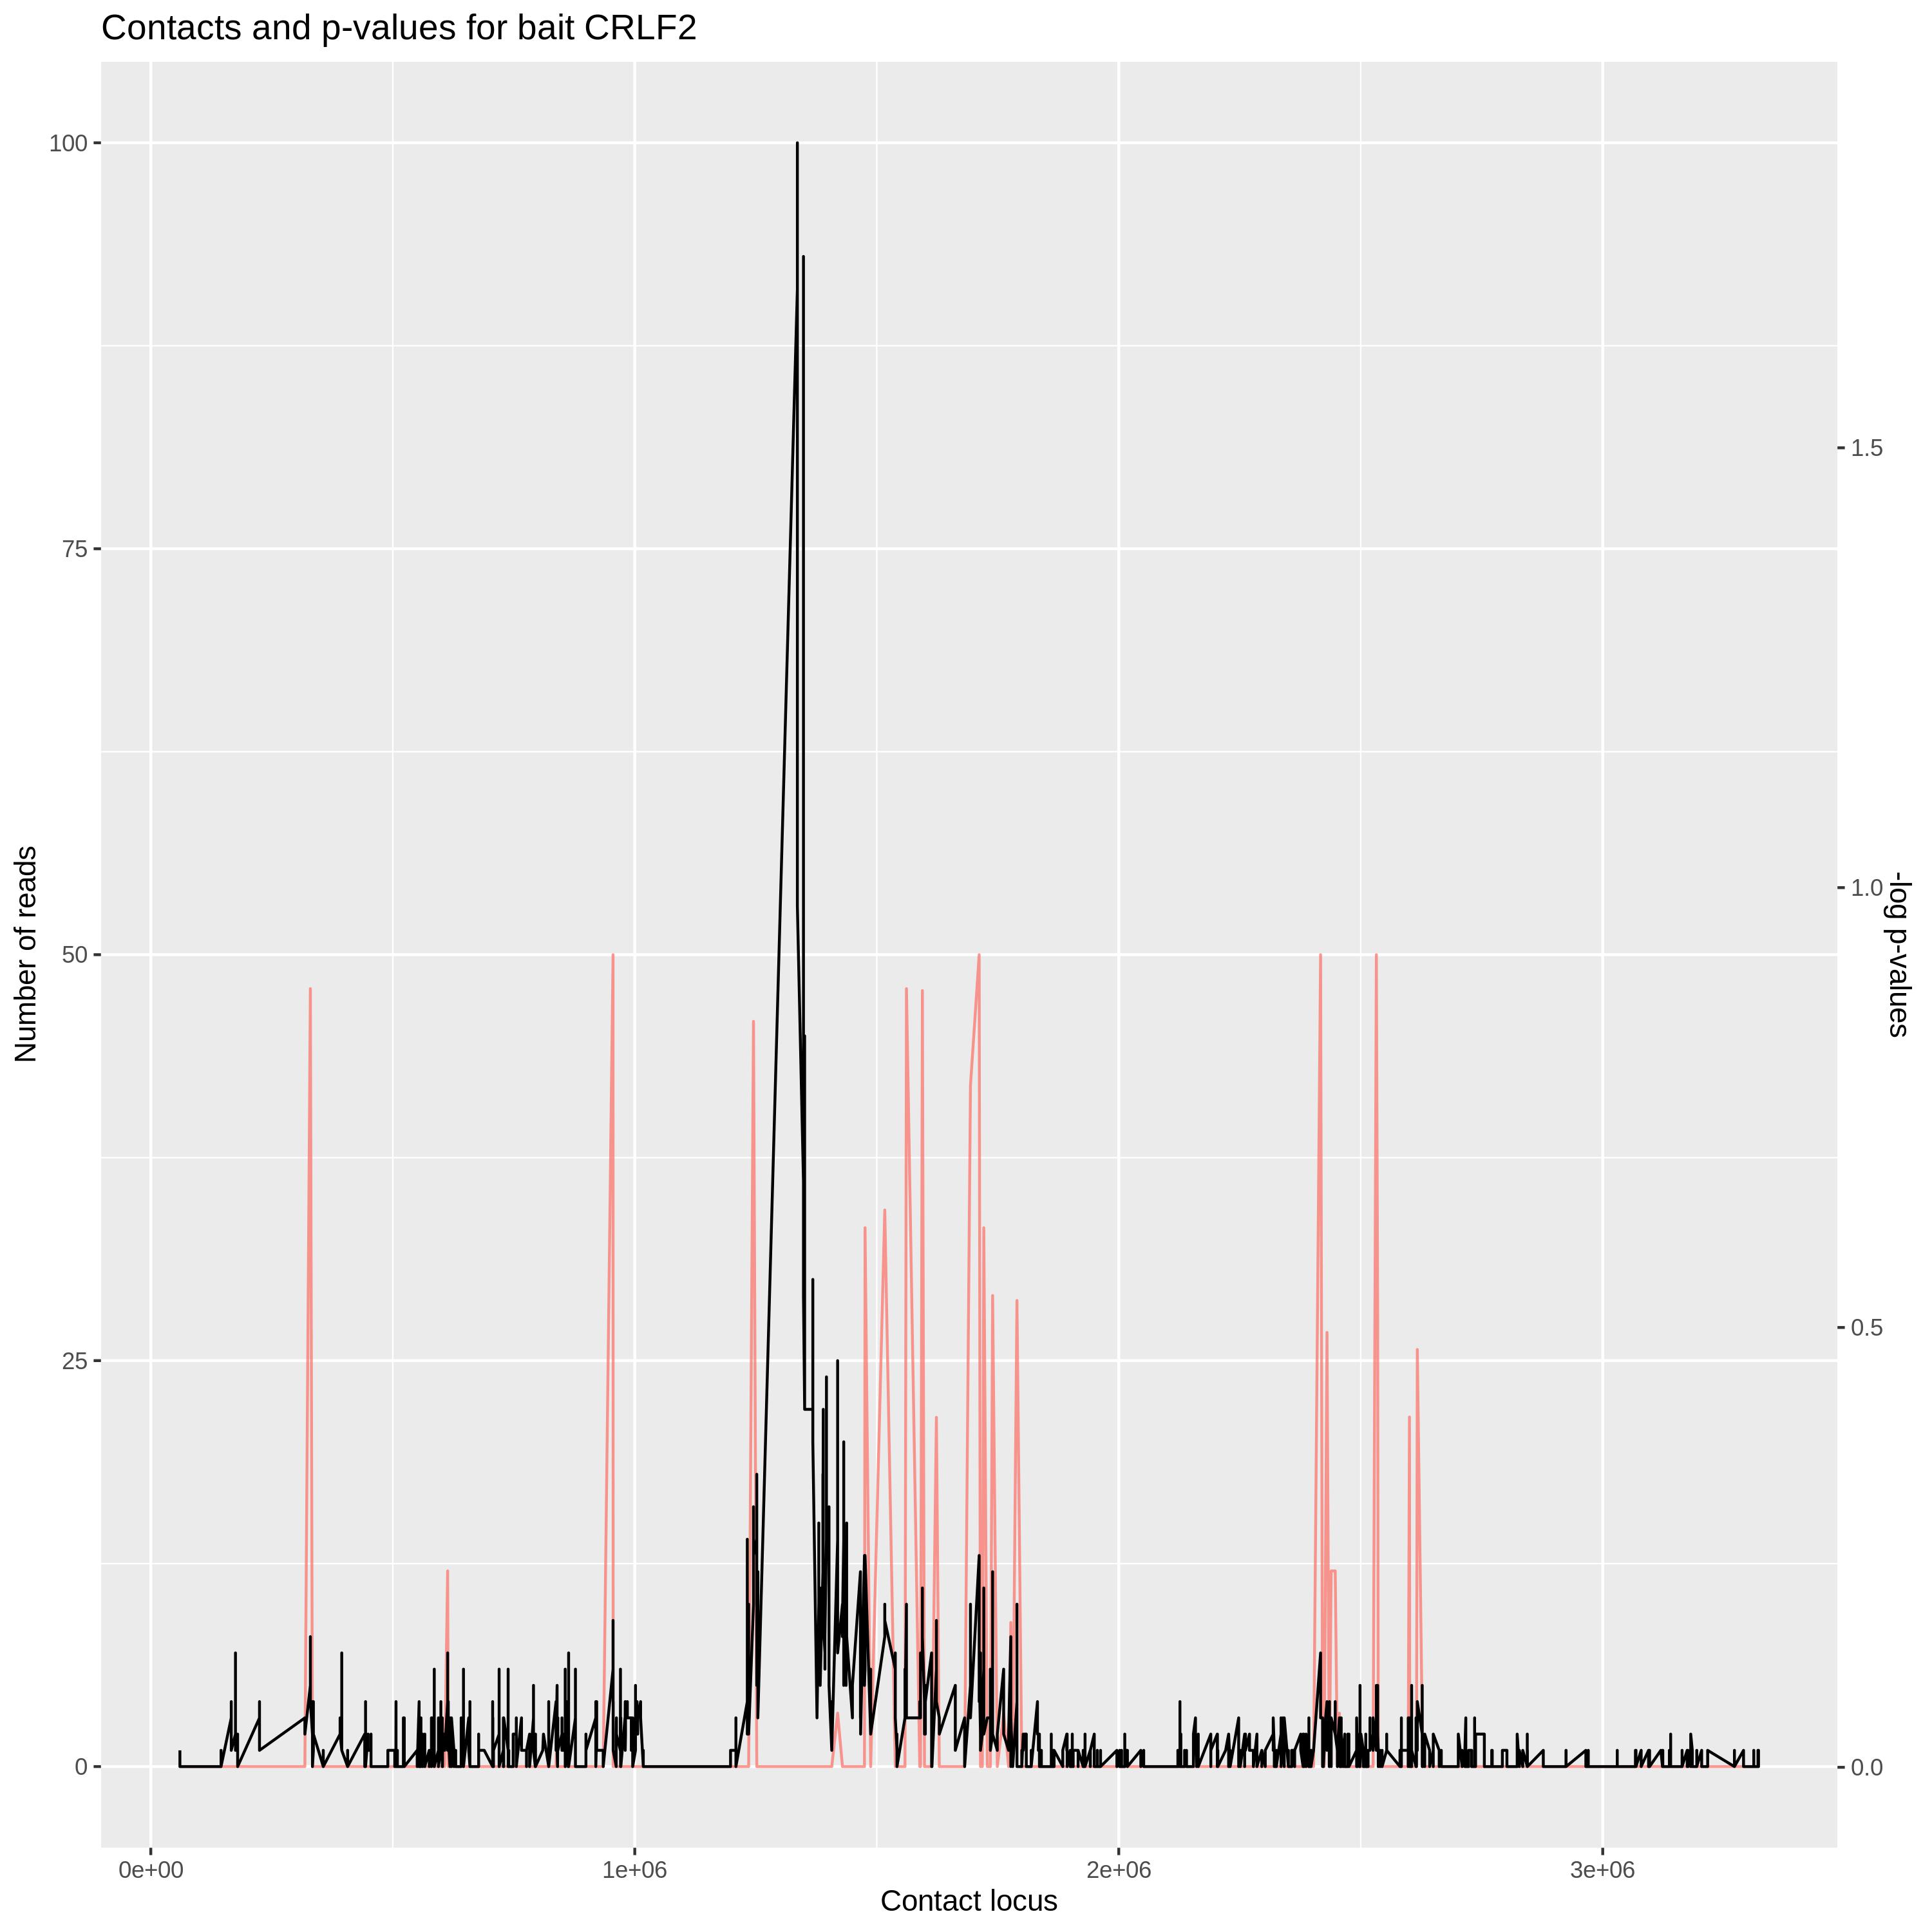 Contacts and p-values for bait CRLF2
100
75
50
25
0
Number of reads
1.5
1.0
0.5
0.0
-log p-values
0e+00
1e+06
2e+06
3e+06
Contact locus